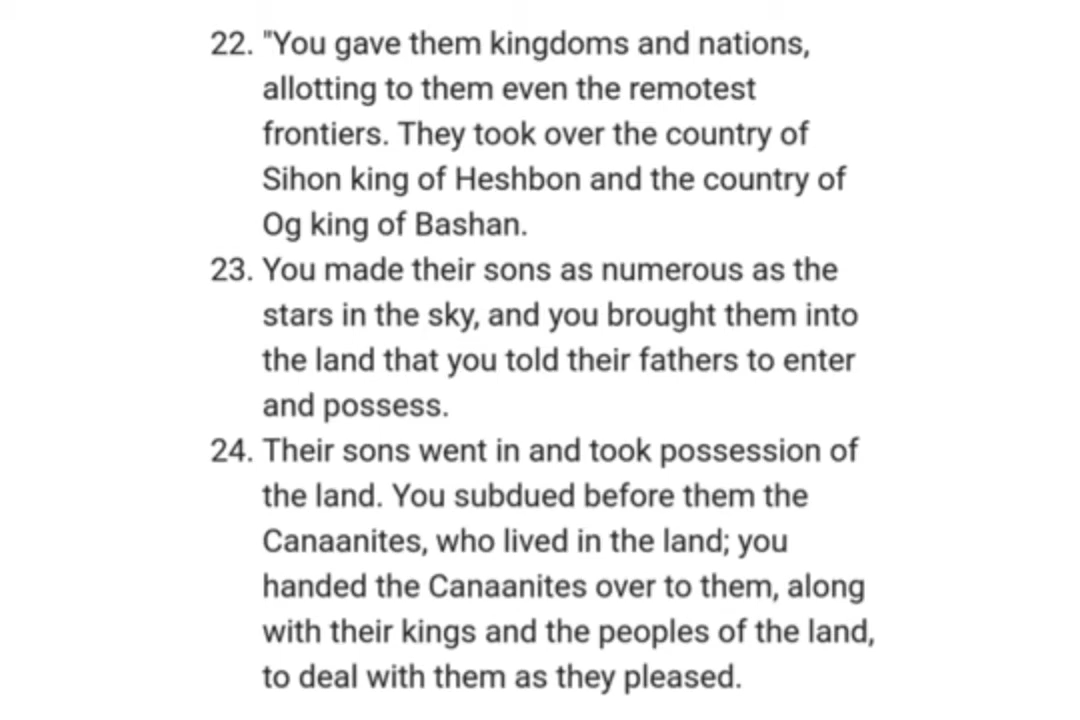 22. "You gave them kingdoms and nations,
allotting to them even the remotest
frontiers. They took over the country of
Sihon king of Heshbon and the country of
Og king of Bashan.
23. You made their sons as numerous as the
stars in the sky, and you brought them into
the land that you told their fathers to enter
and possess.
24. Their sons went in and took possession of
the land. You subdued before them the
Canaanites, who lived in the land; you
handed the Canaanites over to them, along
with their kings and the peoples of the land,
to deal with them as they pleased.